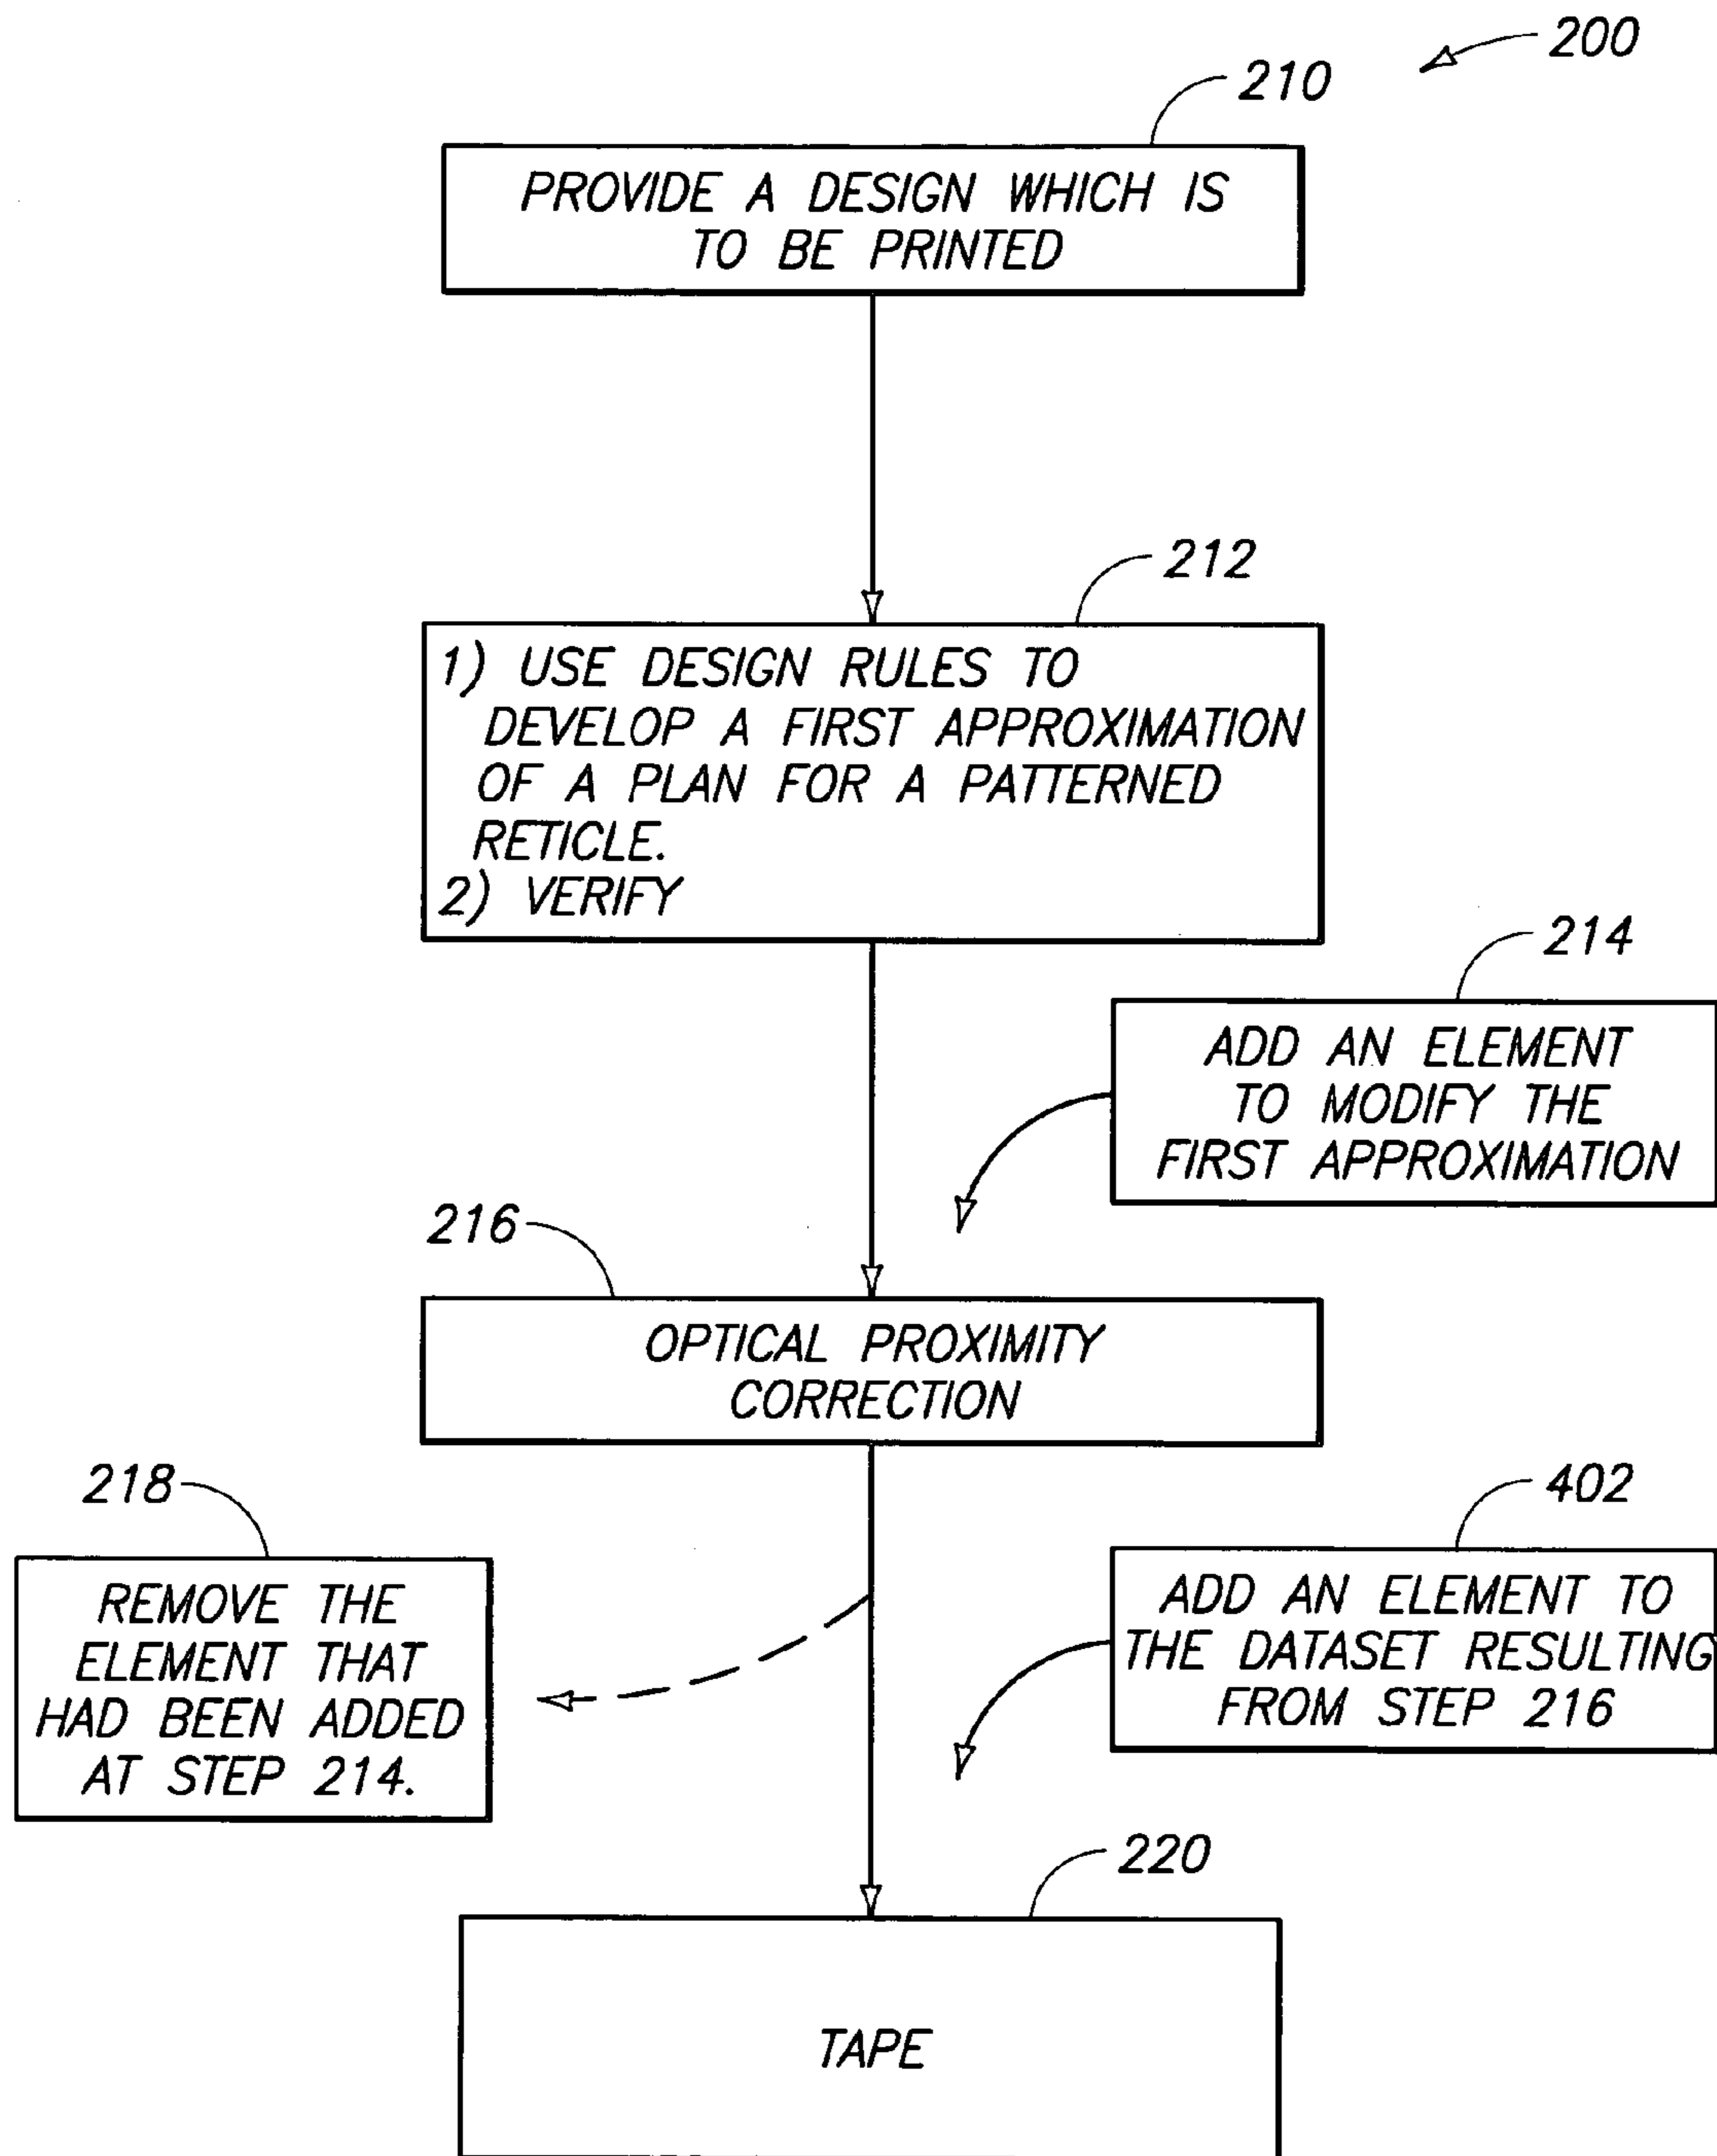 200
210
PROVIDE A DESIGN WHICH IS
TO BE PRINTED
212
1) USE DESIGN RULES TO
DEVELOP A FIRST APPROXIMATION
OF A PLAN FOR A PATTERNED
RETICLE.
2) VERIFY
214
ADD AN ELEMENT
TO MODIFY THE
FIRST APPROXIMATION
216
OPTICAL PROXIMITY
CORRECTION
218
REMOVE THE
ELEMENT THAT
HAD BEEN ADDED
AT STEP 214.
402
ADD AN ELEMENT TO
THE DATASET RESULTING
FROM STEP 216
220
TAPE